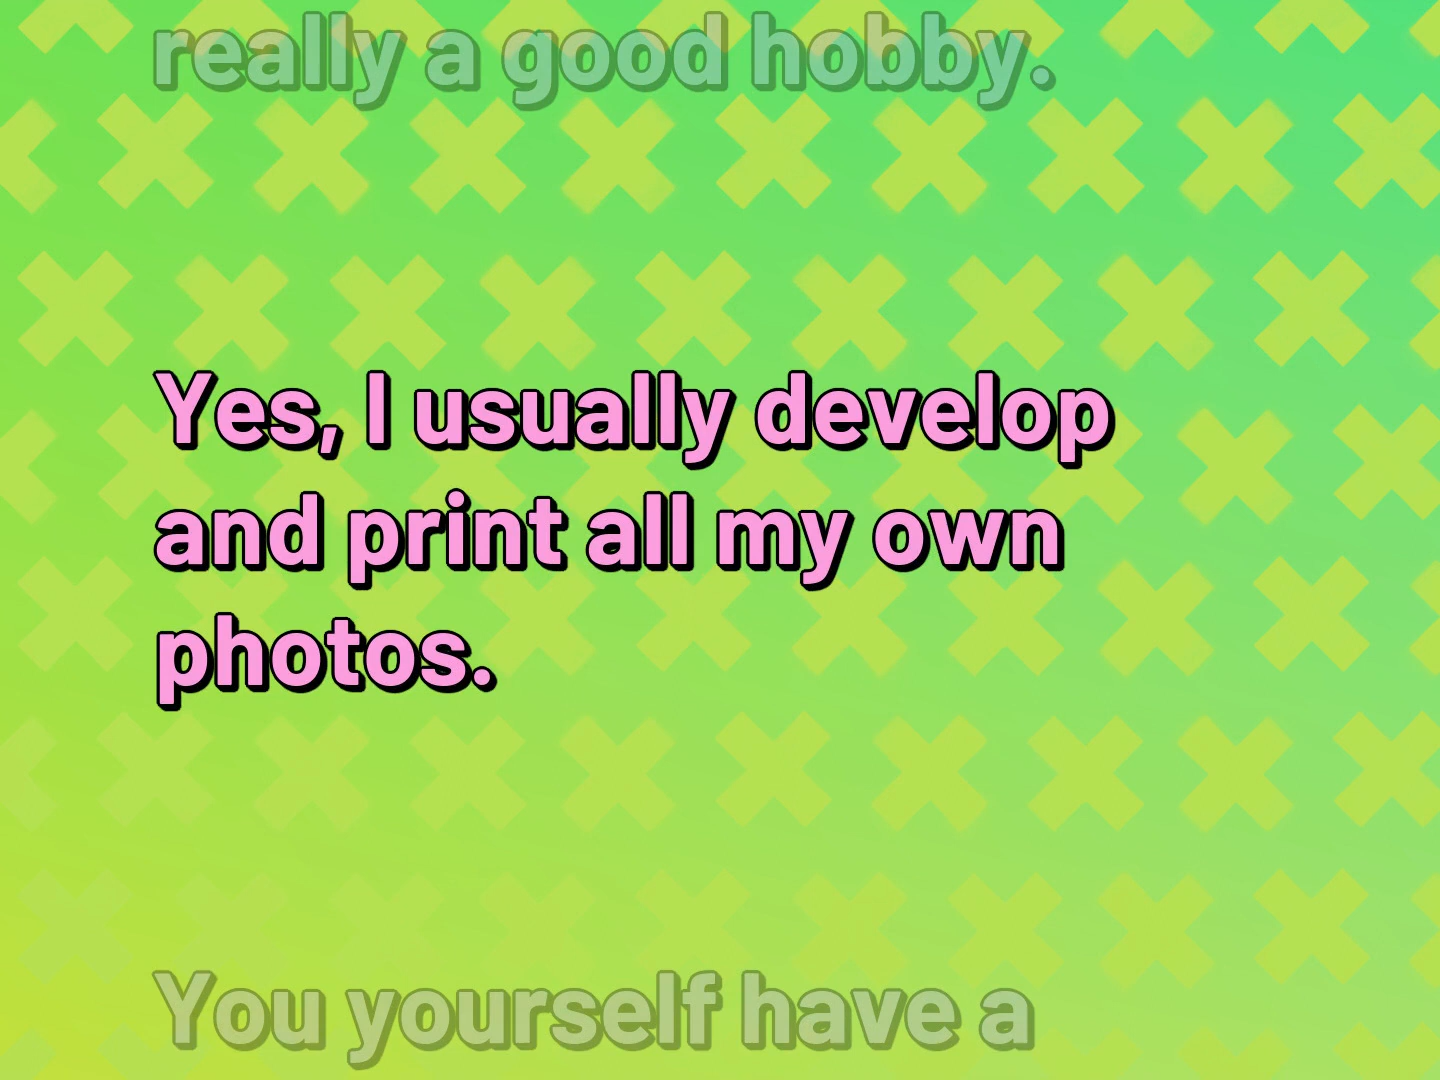 really a good hobby.
Yes, I usually develop
and print all my own
photos.
You yourself have a